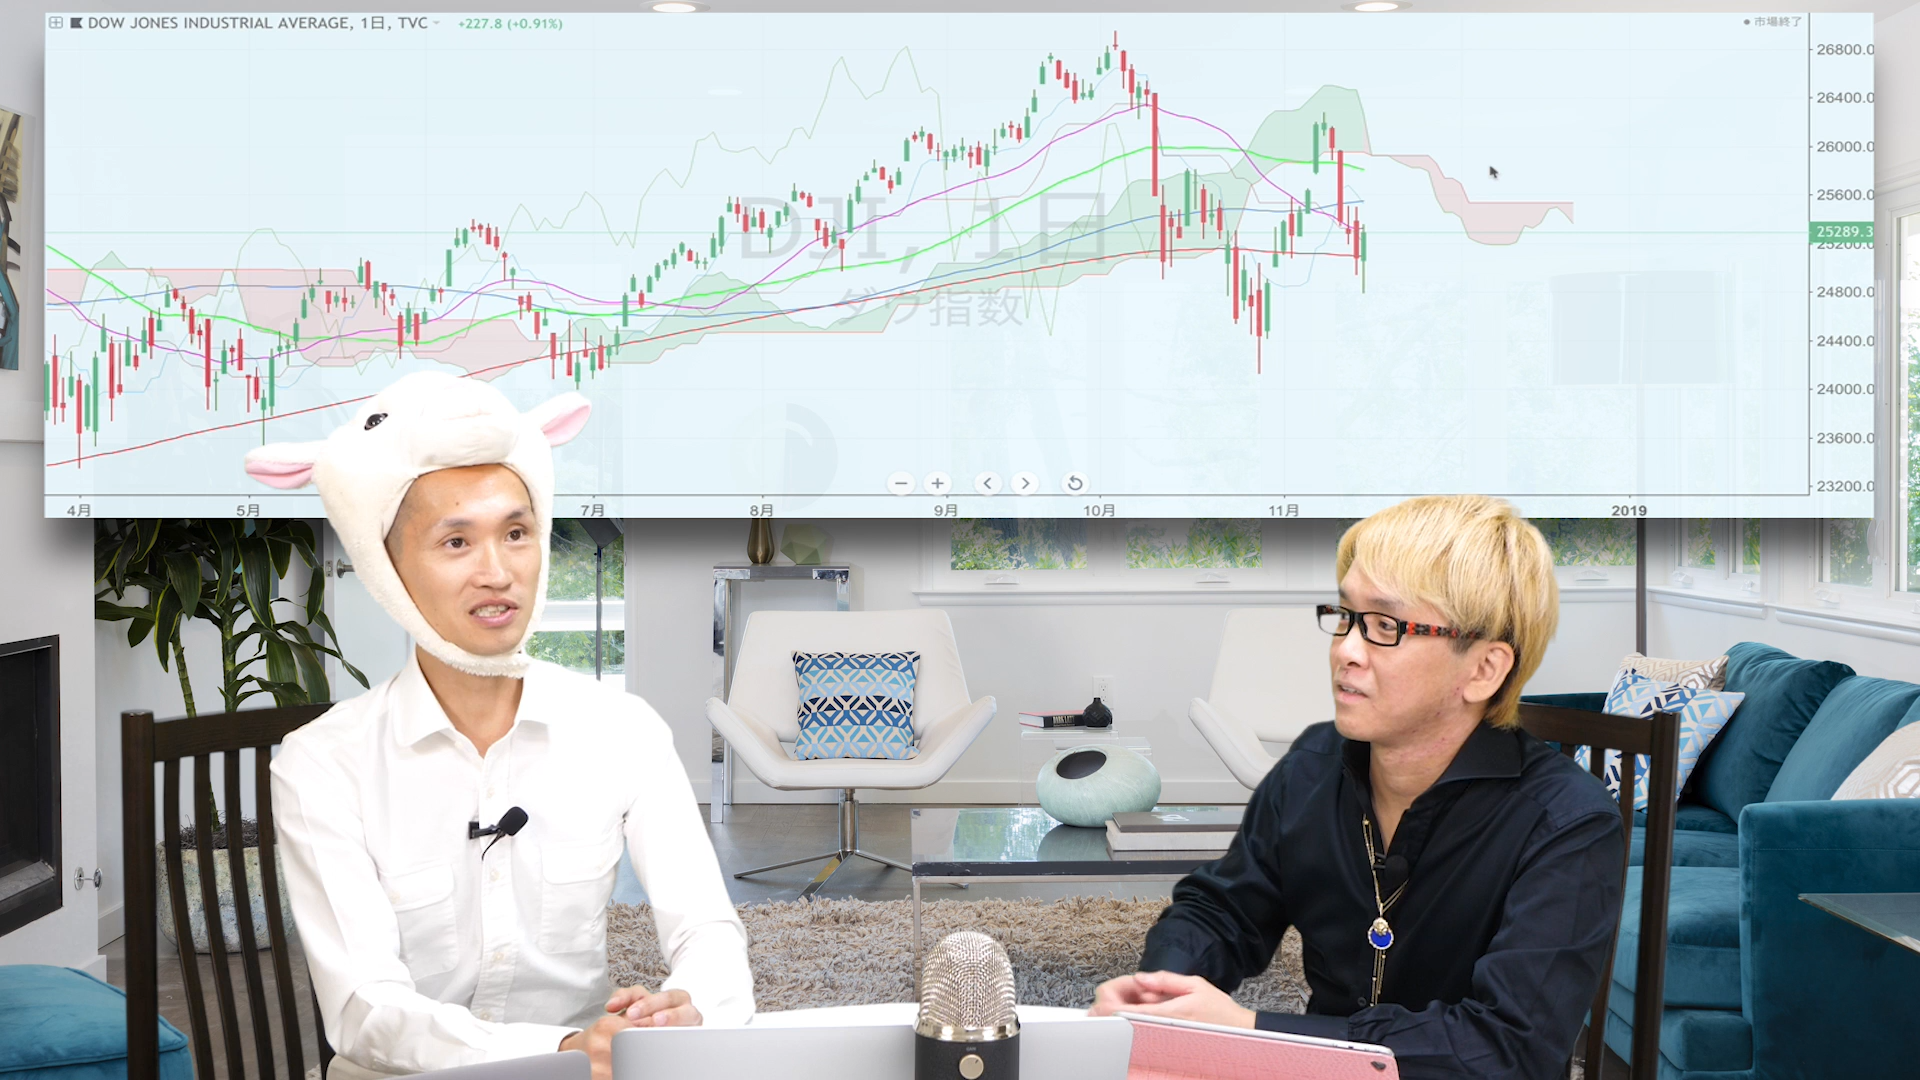 DOW JONES INDUSTRIAL AVERAGE, 1日, TVC
+227.8 (+0.91%)
市場終了
26800.0
26400.0
26000.0
25600.0
25289.3
25200.0
24800.0
24400.0
24000.0
23600.0
23200.0
DJI, 1日
ダウ指数
4月 5月 7月 8月 9月 10月 11月 2019